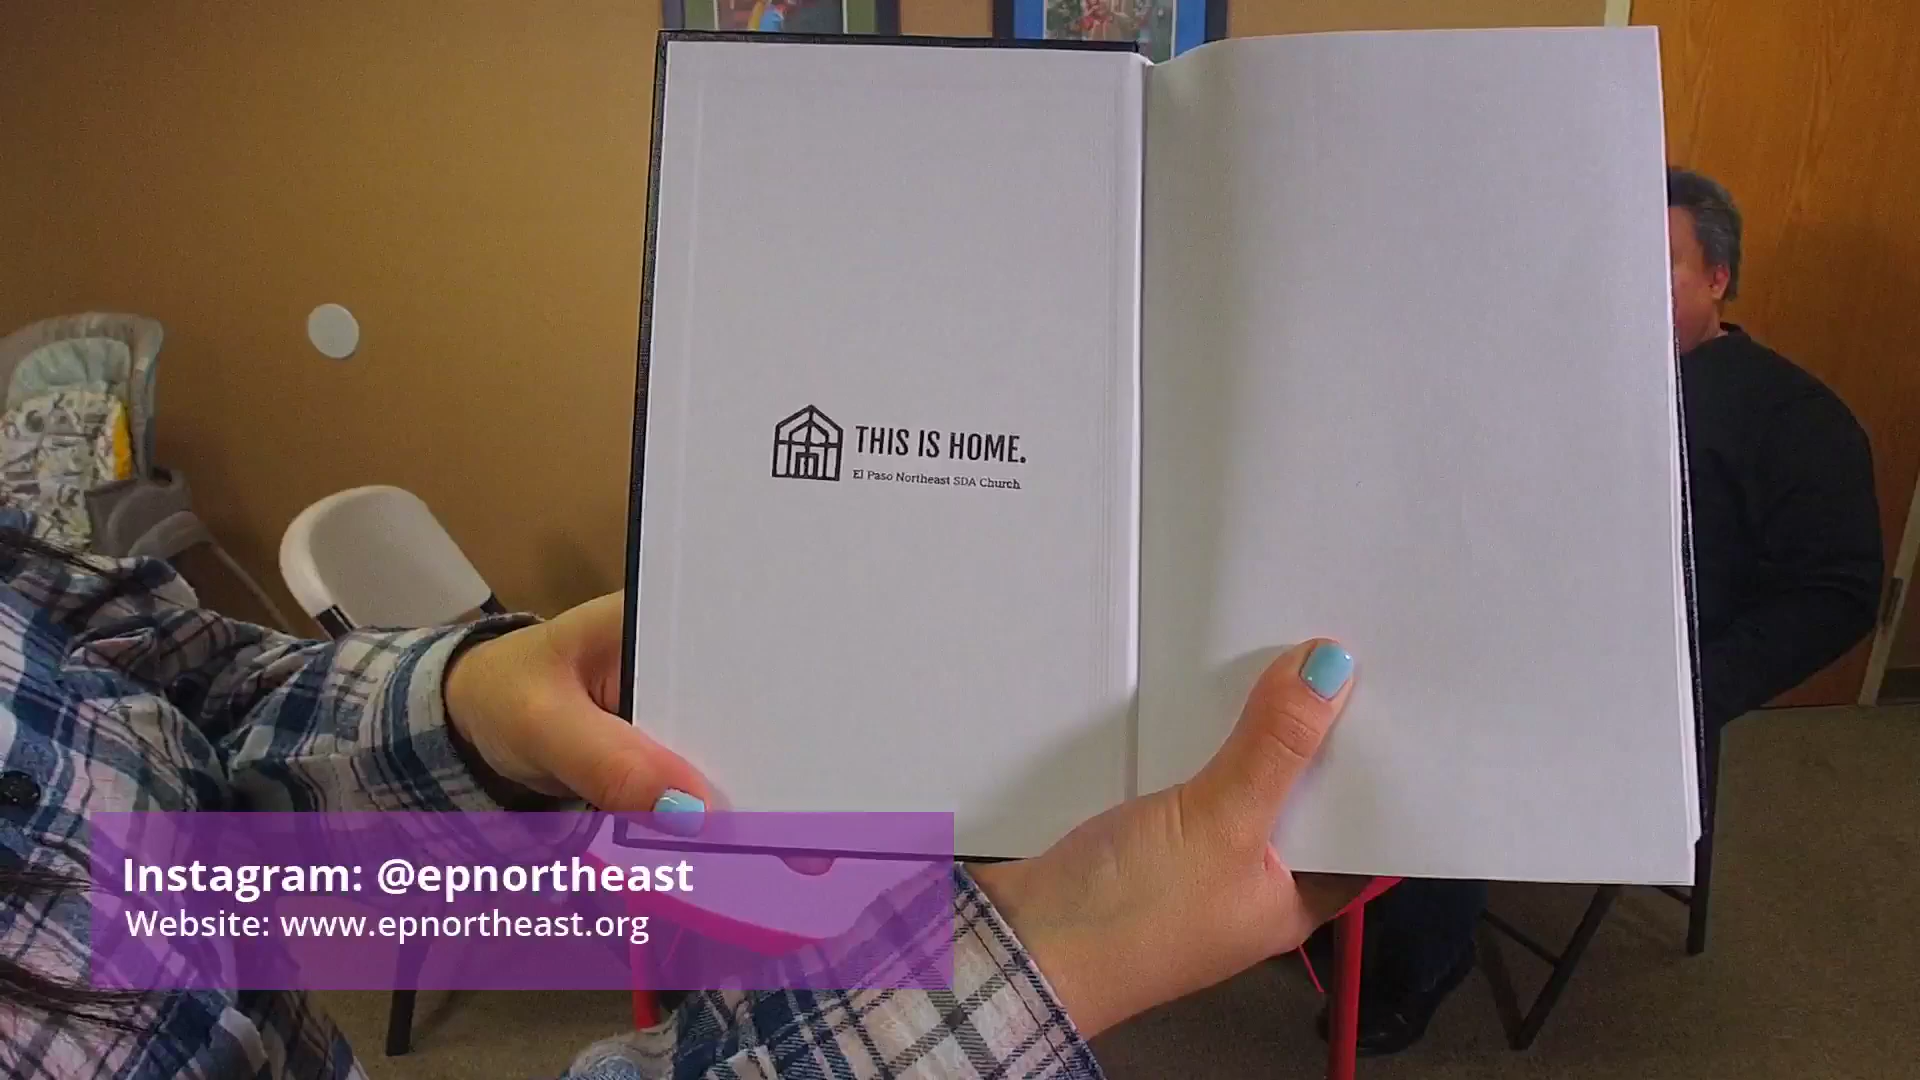 THIS IS HOME.
El Paso Northeast SDA Church
Instagram: @epnortheast
Website: www.epnortheast.org